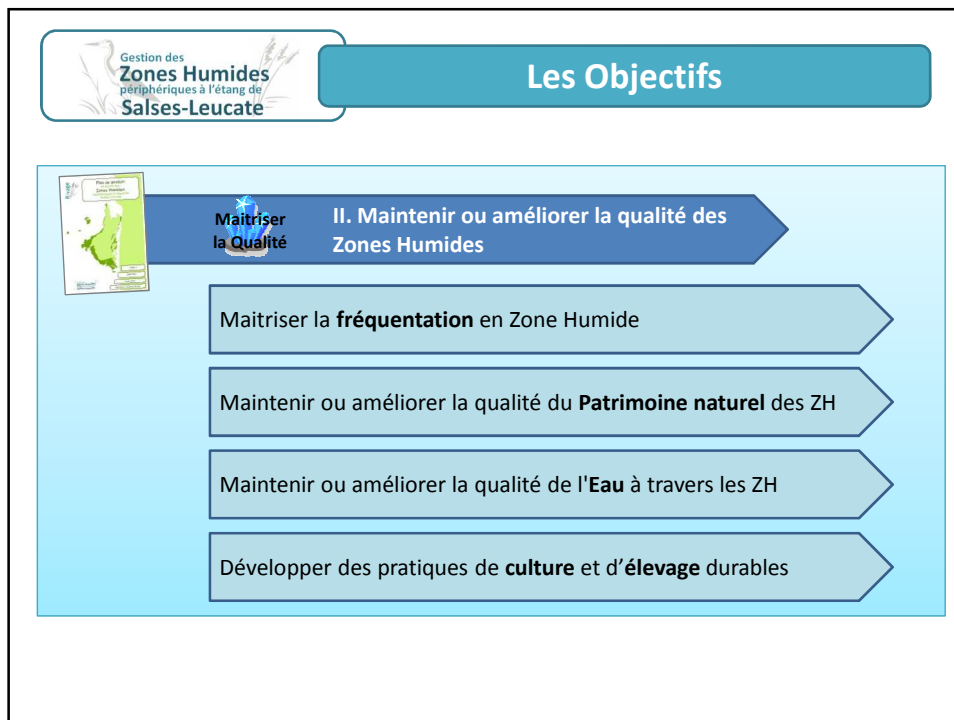 Gestion des
Zones Humides
périphériques à l'étang de
Salses-Leucate
Les Objectifs
Maitriser
la Qualité
II. Maintenir ou améliorer la qualité des
Zones Humides
Maitriser la fréquentation en Zone Humide
Maintenir ou améliorer la qualité du Patrimoine naturel des ZH
Maintenir ou améliorer la qualité de l'Eau à travers les ZH
Développer des pratiques de culture et d’élevage durables